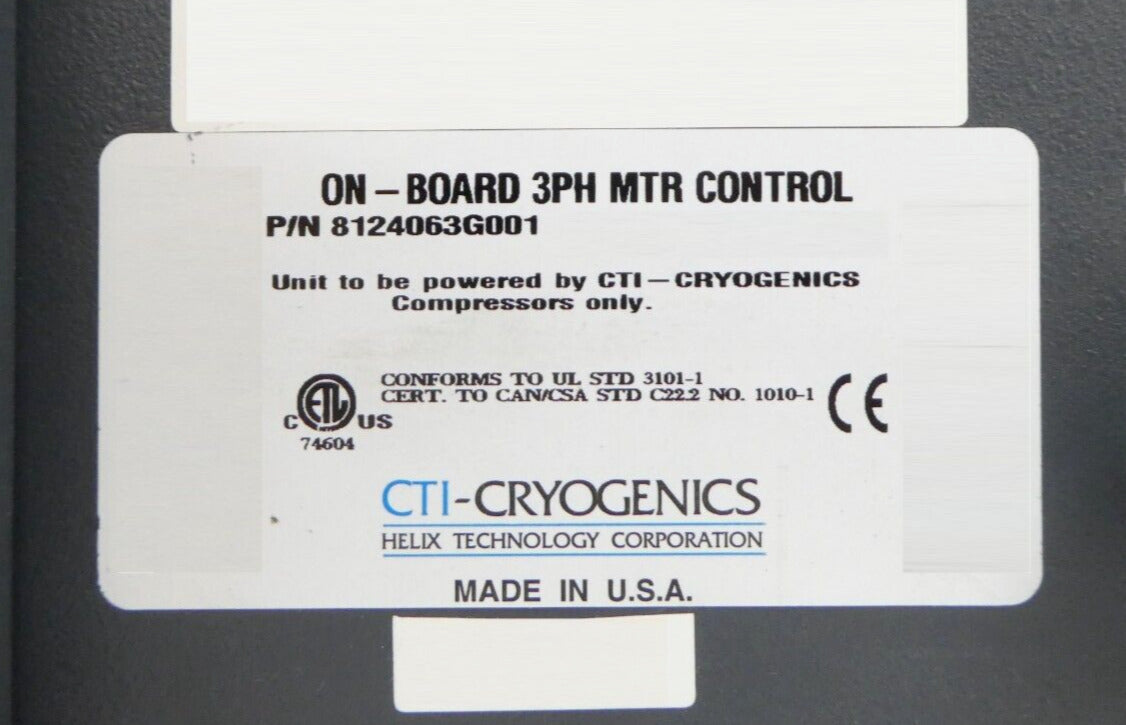 ON – BOARD 3PH MTR CONTROL
P/N 8124063G001
Unit to be powered by CTI – CRYOGENICS
Compressors only.
CONFORMS TO UL STD 3101-1
CERT. TO CAN/CSA STD C22.2 NO. 1010-1
C ETL US
74604
CE
CTI-CRYOGENICS
HELIX TECHNOLOGY CORPORATION
MADE IN U.S.A.